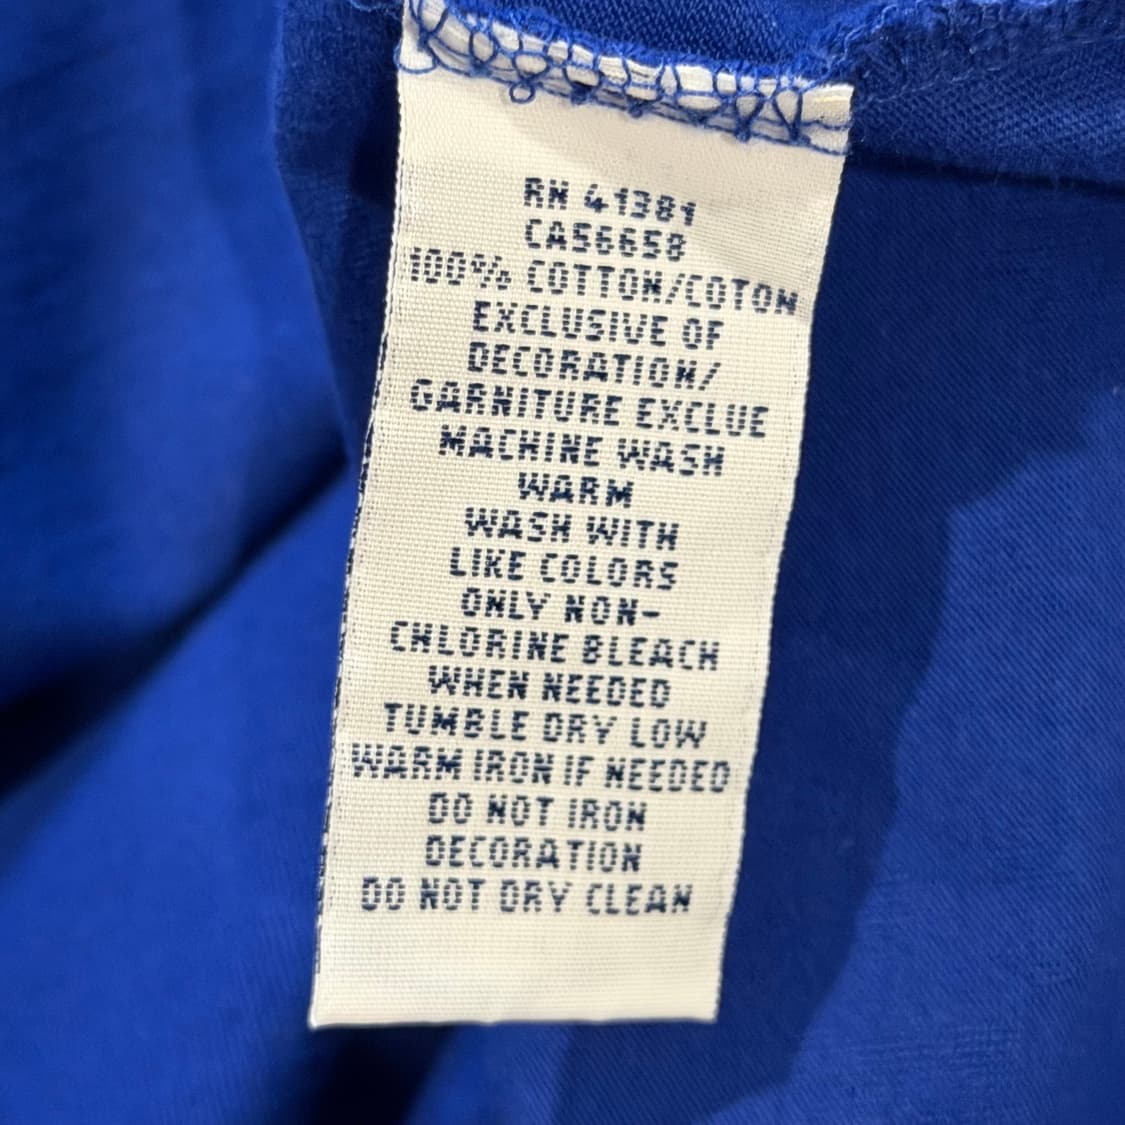 RN 41381
CA56658
100% COTTON/COTON
EXCLUSIVE OF
DECORATION/
GARNITURE EXCLUE
MACHINE WASH
WARM
WASH WITH
LIKE COLORS
ONLY NON-
CHLORINE BLEACH
WHEN NEEDED
TUMBLE DRY LOW
WARM IRON IF NEEDED
DO NOT IRON
DECORATION
DO NOT DRY CLEAN